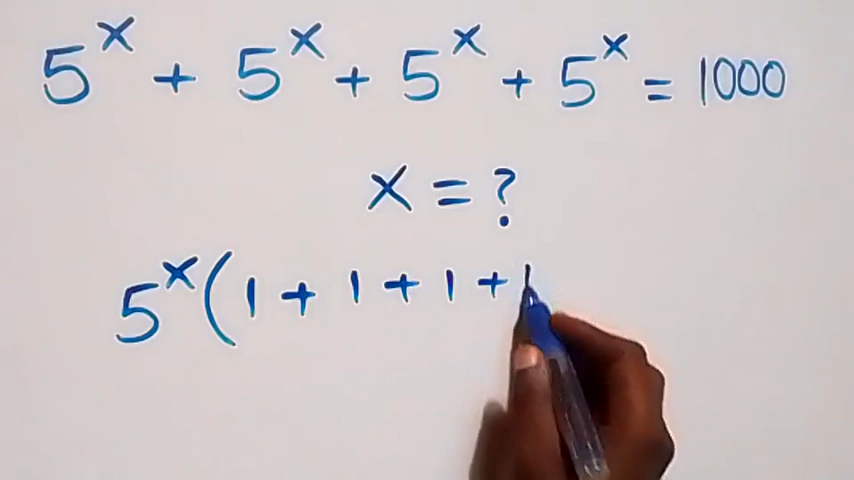 5^x + 5^x + 5^x + 5^x = 1000
x = ?
5^x (1 + 1 + 1 + 1